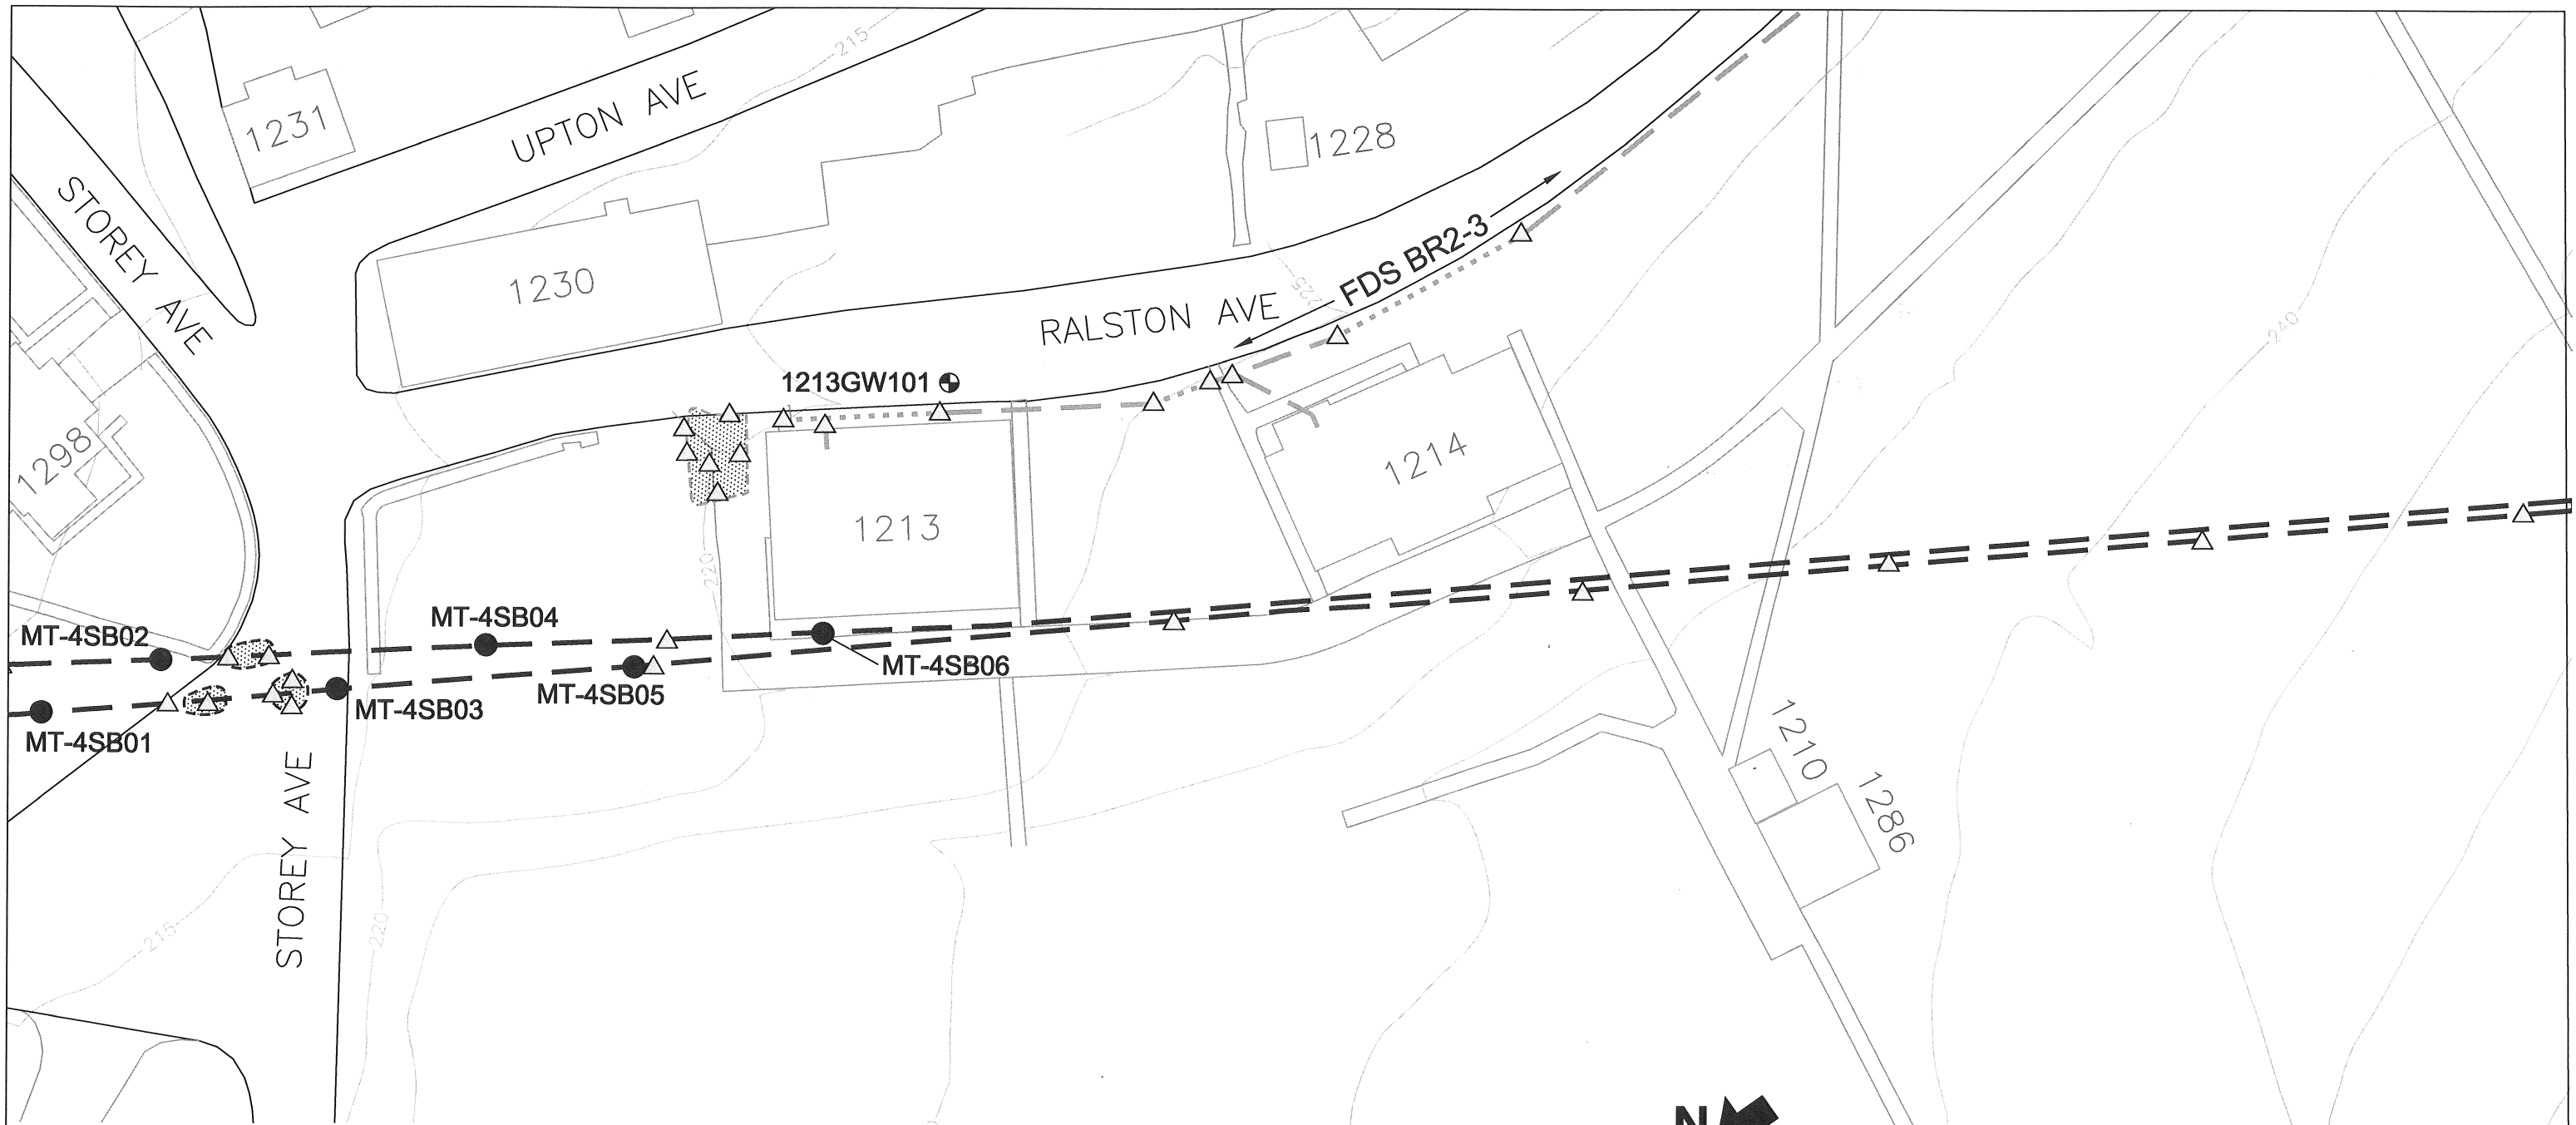 215
1231
UPTON AVE
STOREY AVE
1228
1230
FDS BR2-3
225
RALSTON AVE
240
1213GW101
1298
1214
1213
220
MT-4SB02
MT-4SB04
MT-4SB06
MT-4SB05
MT-4SB03
MT-4SB01
STOREY AVE
1210
1286
215
220
N